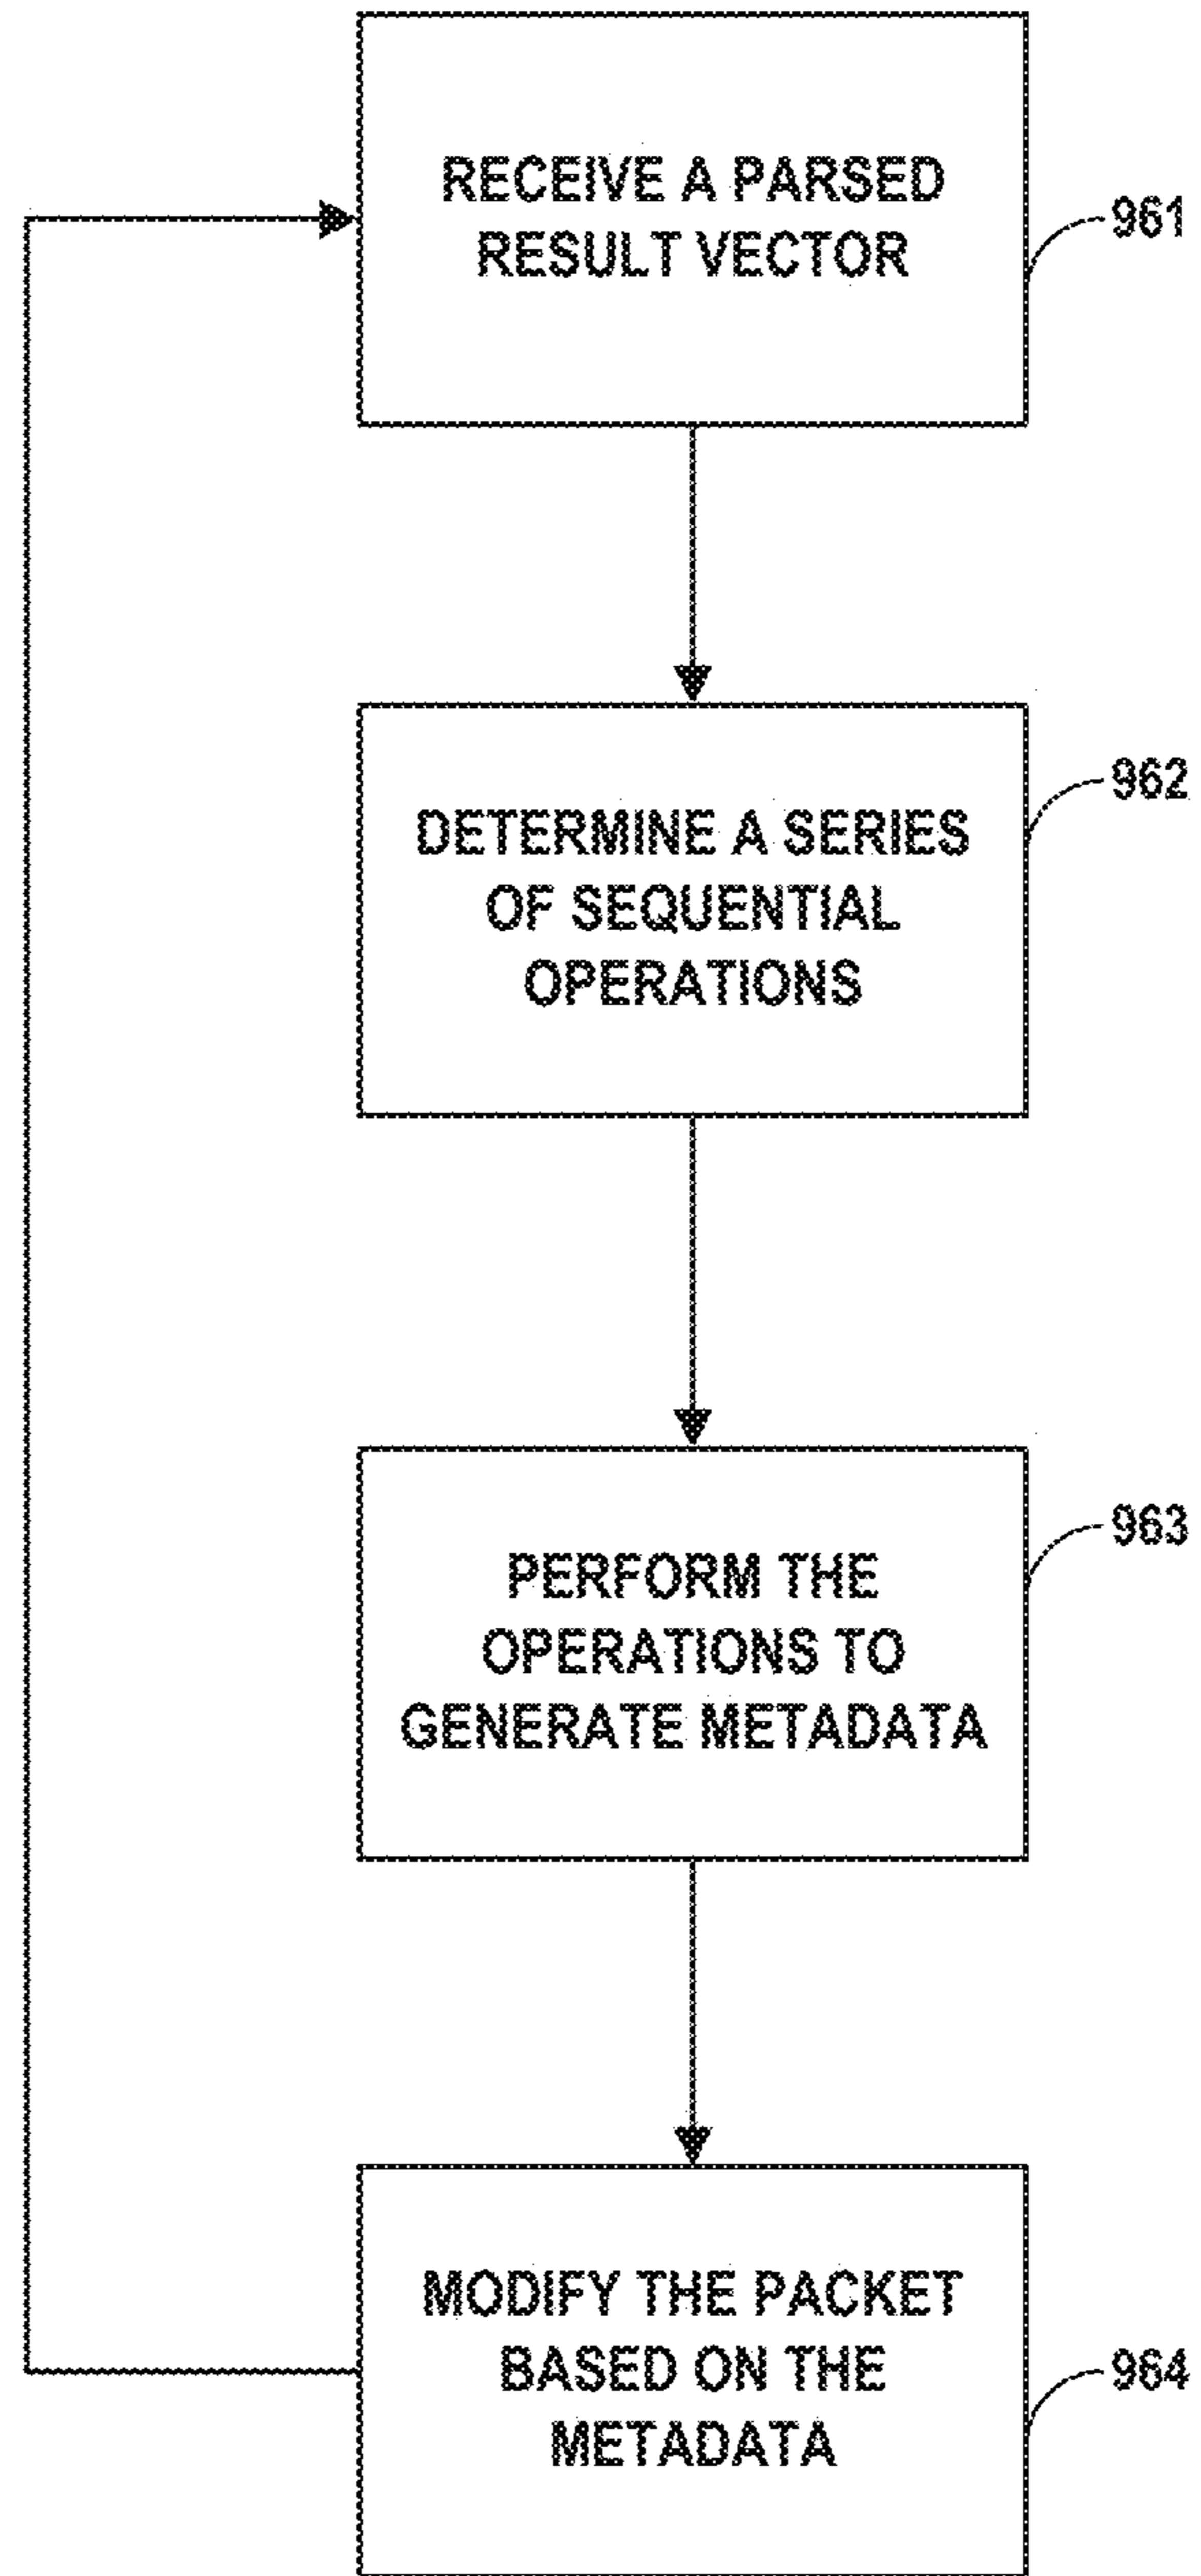 RECEIVE A PARSED
RESULT VECTOR
961
DETERMINE A SERIES
OF SEQUENTIAL
OPERATIONS
962
PERFORM THE
OPERATIONS TO
GENERATE METADATA
963
MODIFY THE PACKET
BASED ON THE
METADATA
964